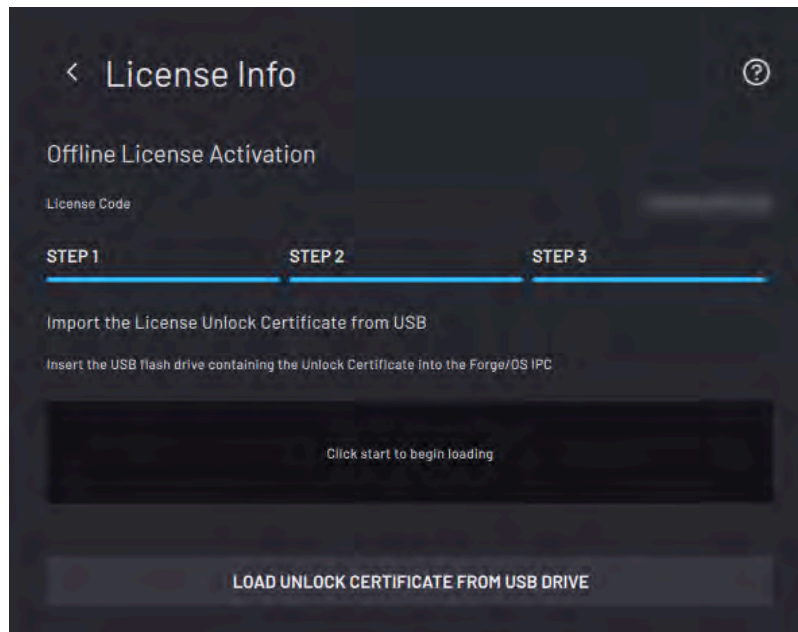 License Info
Offline License Activation
License Code
STEP 1 STEP 2 STEP 3
Import the License Unlock Certificate from USB
Insert the USB flash drive containing the Unlock Certificate into the Forge/OS IPC
Click start to begin loading
LOAD UNLOCK CERTIFICATE FROM USB DRIVE